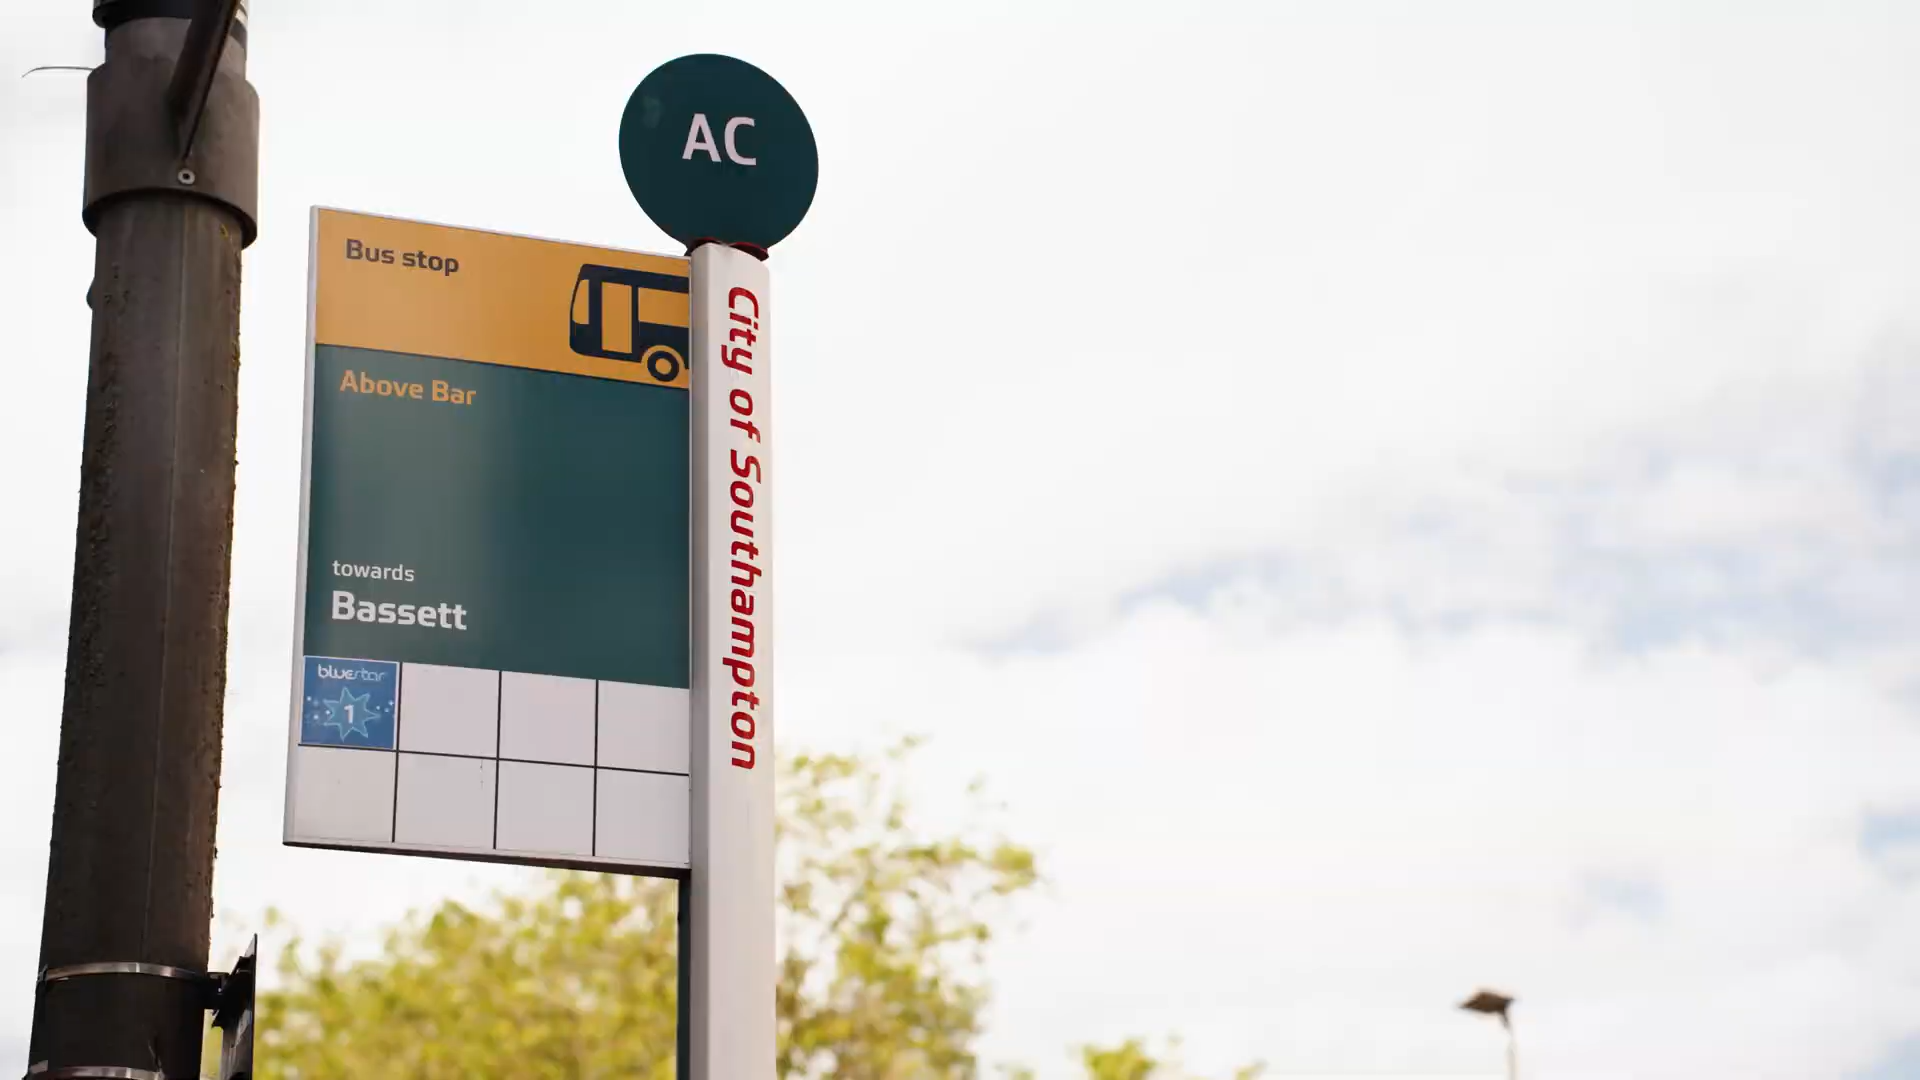 AC
Bus stop
Above Bar
towards
Bassett
bluestar
1
City of Southampton